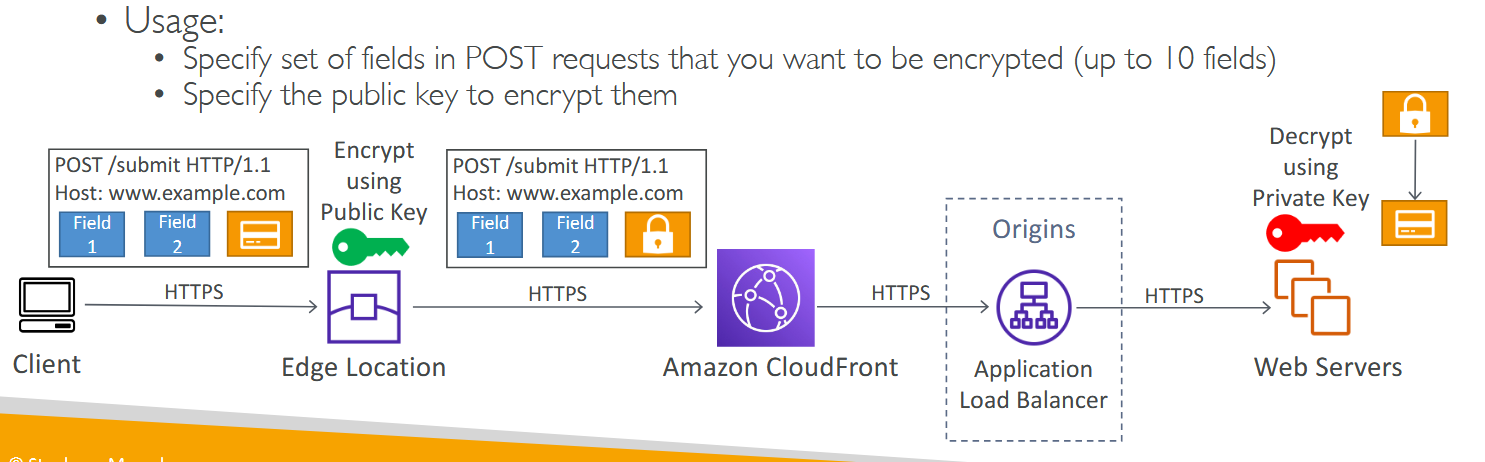 • Usage:
• Specify set of fields in POST requests that you want to be encrypted (up to 10 fields)
• Specify the public key to encrypt them
POST /submit HTTP/1.1
Host: www.example.com
Field
1
Field
2
Encrypt
using
Public Key
POST /submit HTTP/1.1
Host: www.example.com
Field
1
Field
2
Decrypt
using
Private Key
Origins
HTTPS
HTTPS
HTTPS
HTTPS
Client
Edge Location
Amazon CloudFront
Application
Load Balancer
Web Servers